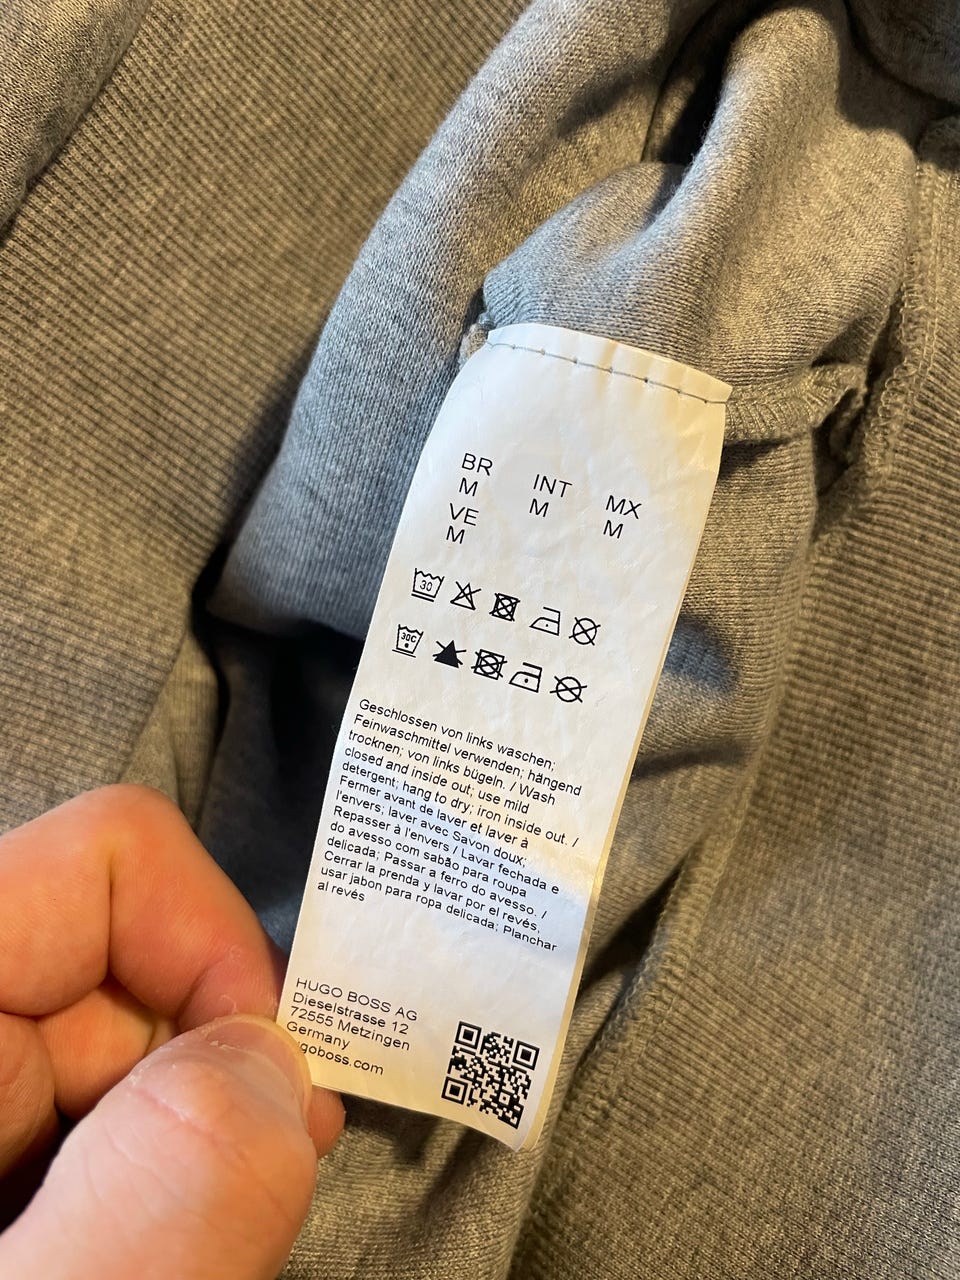 BR INT MX
M M M
VE
M
30
30C
Geschlossen von links waschen;
Feinwaschmittel verwenden; hängend
trocknen; von links bügeln. / Wash
closed and inside out; use mild
detergent; hang to dry; iron inside out. /
Fermer avant de laver et laver à
l'envers; laver avec Savon doux;
Repasser à l'envers / Lavar fechada e
do avesso com sabão para roupa
delicada; Passar a ferro do avesso. /
Cerrar la prenda y lavar por el revés,
usar jabon para ropa delicada; Planchar
al revés
HUGO BOSS AG
Dieselstrasse 12
72555 Metzingen
Germany
goboss.com